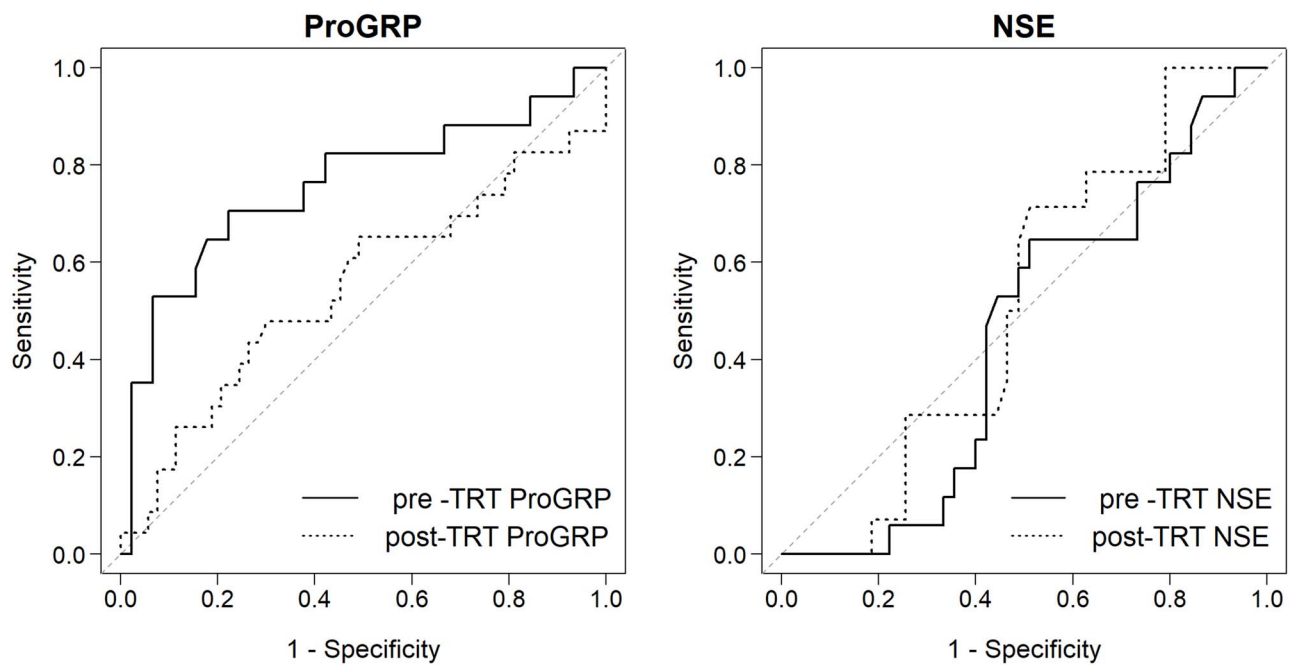 ProGRP
1.0
0.8
0.6
0.4
0.2
0.0
Sensitivity
pre -TRT ProGRP
post-TRT ProGRP
0.0 0.2 0.4 0.6 0.8 1.0
1 - Specificity
NSE
1.0
0.8
0.6
0.4
0.2
0.0
Sensitivity
pre -TRT NSE
post-TRT NSE
0.0 0.2 0.4 0.6 0.8 1.0
1 - Specificity